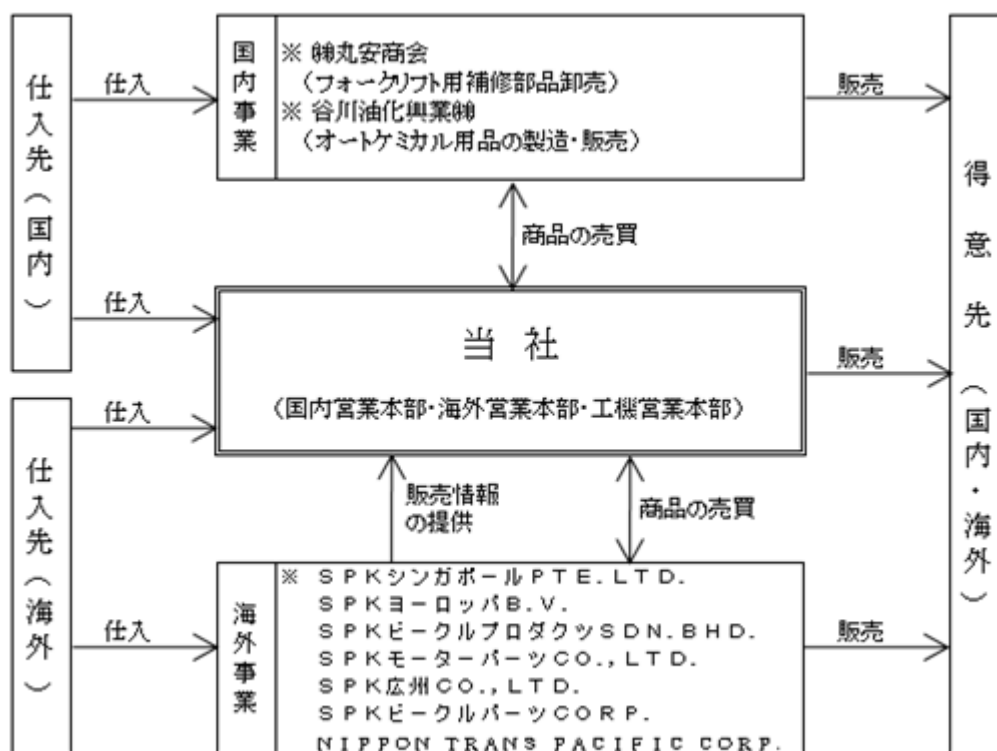 仕入先（国内）
仕入
国内事業
※ ㈱丸安商会
（フォークリフト用補修部品卸売）
※ 谷川油化興業㈱
（オートケミカル用品の製造・販売）
販売
得意先（国内・海外）
商品の売買
仕入
当社
（国内営業本部・海外営業本部・工機営業本部）
販売
仕入先（海外）
仕入
販売情報
の提供
商品の売買
仕入
海外事業
※ ＳＰＫシンガポールＰＴＥ.ＬＴＤ.
ＳＰＫヨーロッパＢ.Ｖ.
ＳＰＫビークルプロダクツＳＤＮ.ＢＨＤ.
ＳＰＫモーターパーツＣＯ.,ＬＴＤ.
ＳＰＫ広州ＣＯ.,ＬＴＤ.
ＳＰＫビークルパーツＣＯＲＰ.
ＮＩＰＰＯＮ ＴＲＡＮＳ ＰＡＣＩＦＩＣ ＣＯＲＰ.
販売